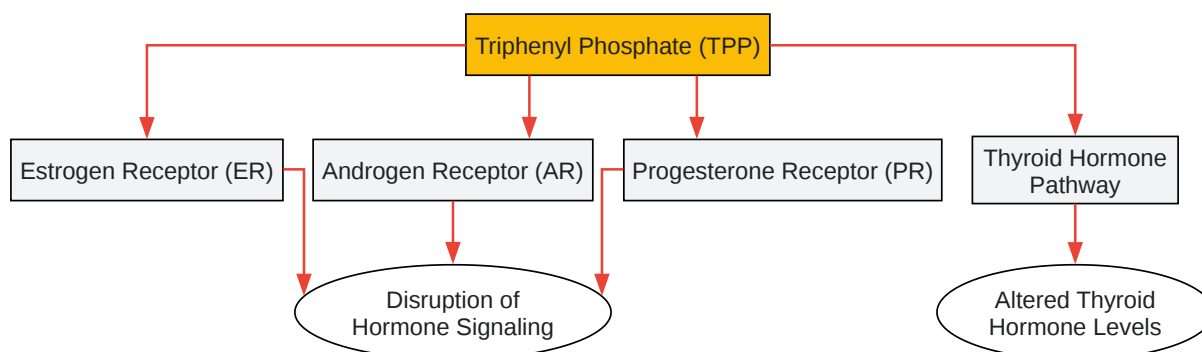 Triphenyl Phosphate (TPP)
Estrogen Receptor (ER)
Androgen Receptor (AR)
Progesterone Receptor (PR)
Thyroid Hormone
Pathway
Disruption of
Hormone Signaling
Altered Thyroid
Hormone Levels